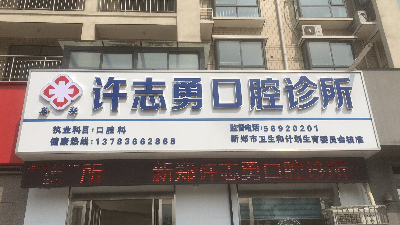 许志勇口腔诊所
执业科目:口腔科
监督电话:56920201
健康热线:13783662868
新郑市卫生和计划生育委员会核准
所 新郑许志勇口腔诊所